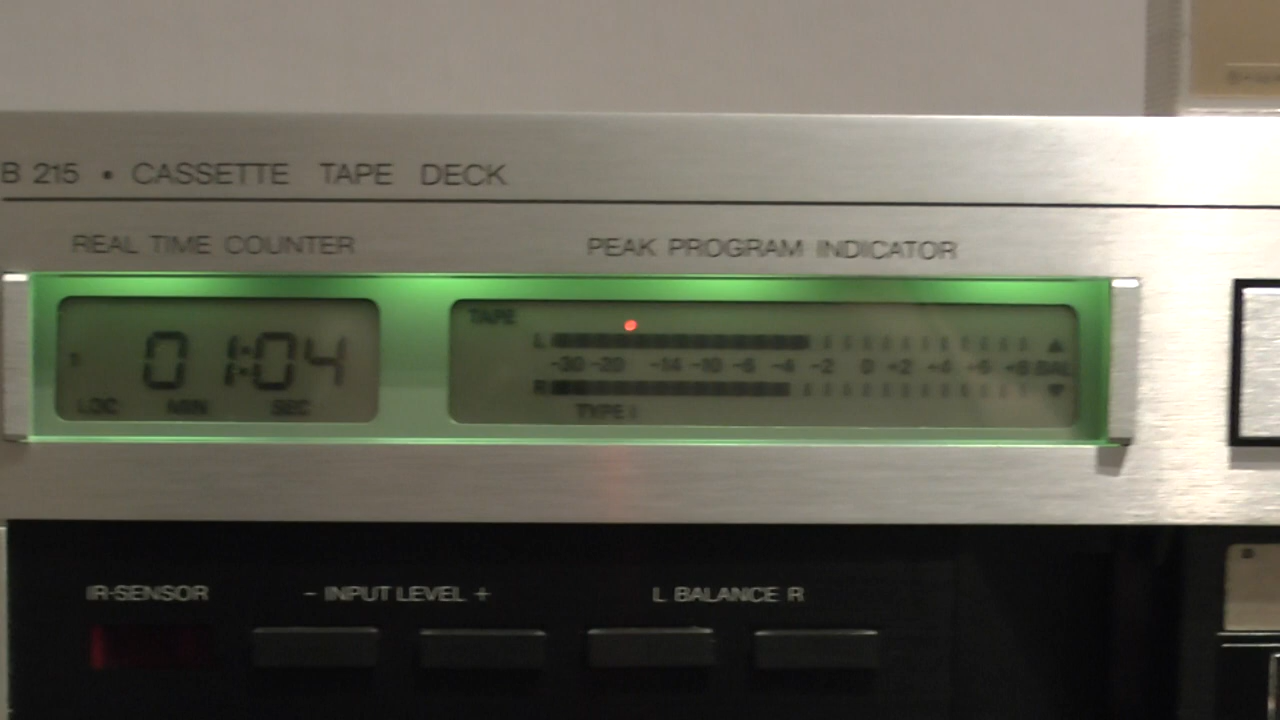 B 215 • CASSETTE TAPE DECK
REAL TIME COUNTER
PEAK PROGRAM INDICATOR
TAPE
L
01:04
-30 -20 -14 -10 -6 -4 -2 0 +2 +4 +6 +8 BAL
R
LOC MIN SEC
TYPE I
IR-SENSOR
- INPUT LEVEL +
L BALANCE R